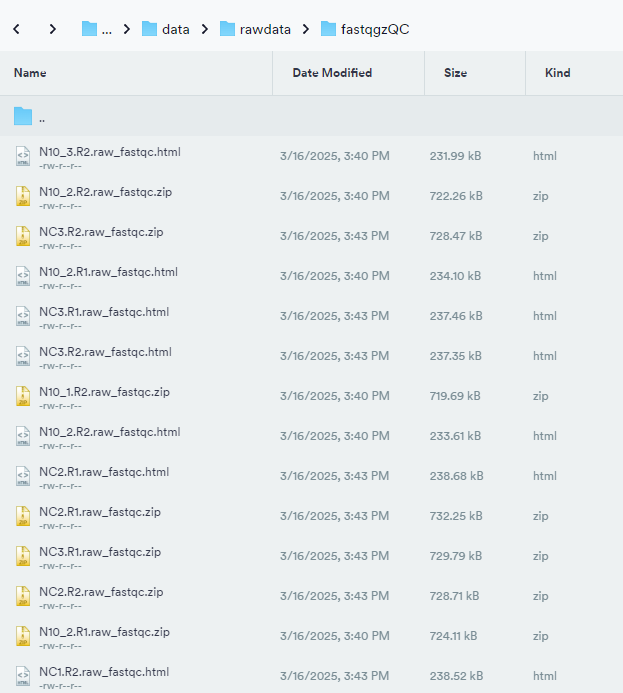 ... data rawdata fastqgzQC
Name Date Modified Size Kind
..
N10_3.R2.raw_fastqc.html 3/16/2025, 3:40 PM 231.99 kB html
-rw-r--r--
N10_2.R2.raw_fastqc.zip 3/16/2025, 3:40 PM 722.26 kB zip
-rw-r--r--
NC3.R2.raw_fastqc.zip 3/16/2025, 3:43 PM 728.47 kB zip
-rw-r--r--
N10_2.R1.raw_fastqc.html 3/16/2025, 3:40 PM 234.10 kB html
-rw-r--r--
NC3.R1.raw_fastqc.html 3/16/2025, 3:43 PM 237.46 kB html
-rw-r--r--
NC3.R2.raw_fastqc.html 3/16/2025, 3:43 PM 237.35 kB html
-rw-r--r--
N10_1.R2.raw_fastqc.zip 3/16/2025, 3:40 PM 719.69 kB zip
-rw-r--r--
N10_2.R2.raw_fastqc.html 3/16/2025, 3:40 PM 233.61 kB html
-rw-r--r--
NC2.R1.raw_fastqc.html 3/16/2025, 3:43 PM 238.68 kB html
-rw-r--r--
NC2.R1.raw_fastqc.zip 3/16/2025, 3:43 PM 732.25 kB zip
-rw-r--r--
NC3.R1.raw_fastqc.zip 3/16/2025, 3:43 PM 729.79 kB zip
-rw-r--r--
NC2.R2.raw_fastqc.zip 3/16/2025, 3:43 PM 728.71 kB zip
-rw-r--r--
N10_2.R1.raw_fastqc.zip 3/16/2025, 3:40 PM 724.11 kB zip
-rw-r--r--
NC1.R2.raw_fastqc.html 3/16/2025, 3:43 PM 238.52 kB html
-rw-r--r--